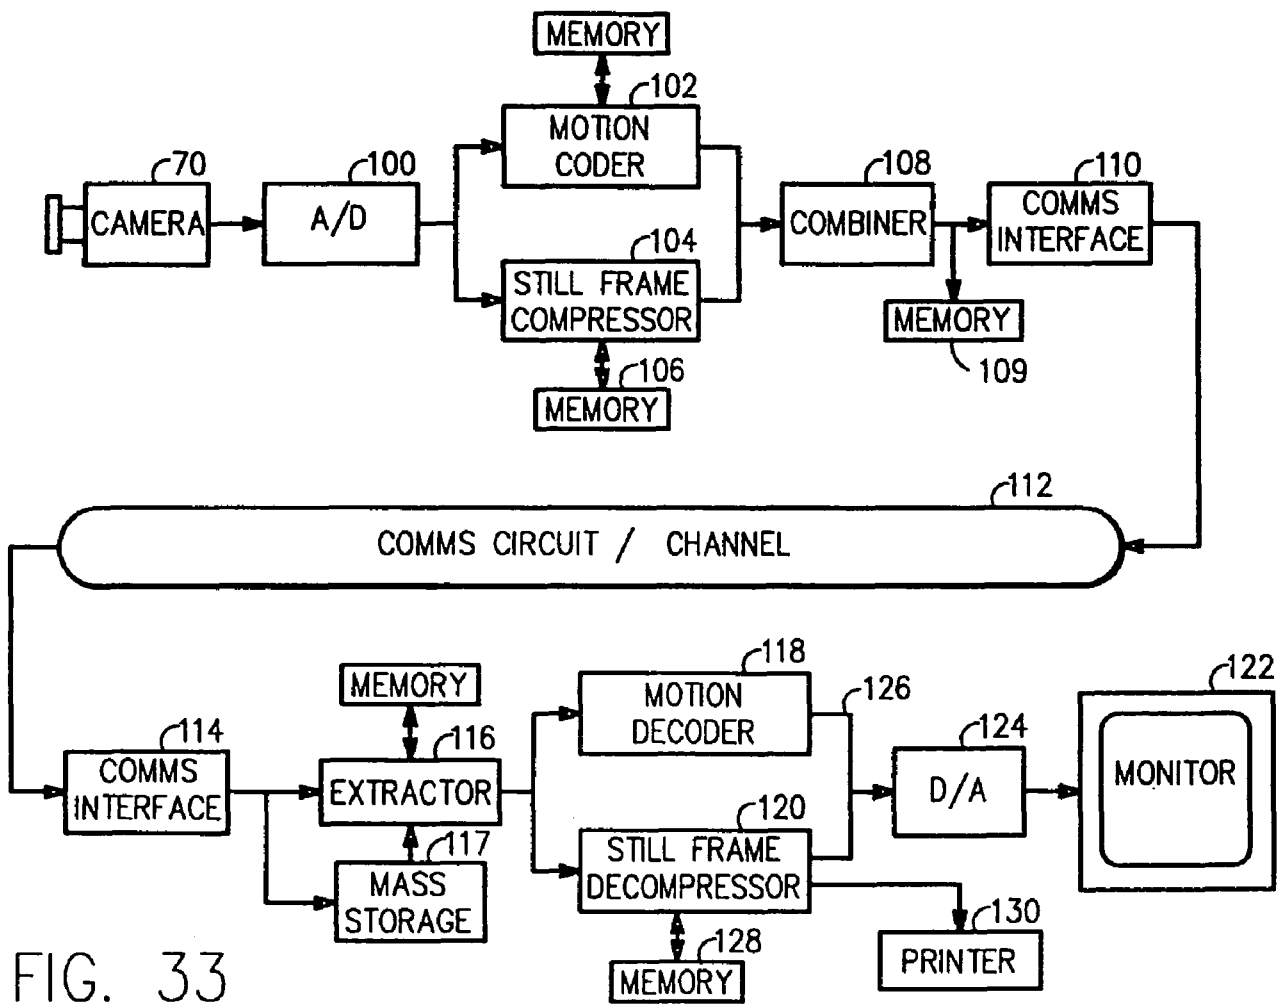 MEMORY
102
MOTION
CODER
70
CAMERA
100
A/D
104
STILL FRAME
COMPRESSOR
106
MEMORY
108
COMBINER
110
COMMS
INTERFACE
MEMORY
109
112
COMMS CIRCUIT / CHANNEL
114
COMMS
INTERFACE
MEMORY
116
EXTRACTOR
117
MASS
STORAGE
118
MOTION
DECODER
126
120
STILL FRAME
DECOMPRESSOR
128
MEMORY
124
D/A
122
MONITOR
130
PRINTER
FIG. 33